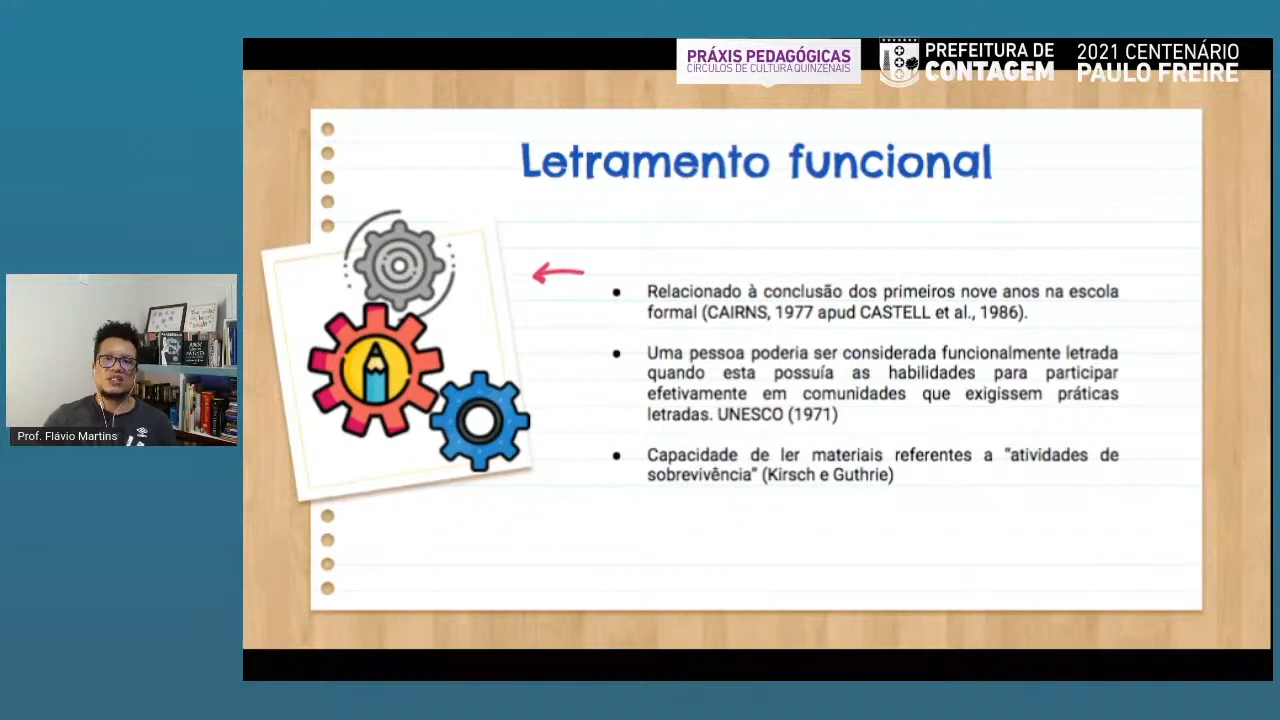 PRÁXIS PEDAGÓGICAS
CÍRCULOS DE CULTURA QUINZENAIS
PREFEITURA DE
CONTAGEM
2021 CENTENÁRIO
PAULO FREIRE
Letramento funcional
● Relacionado à conclusão dos primeiros nove anos na escola
formal (CAIRNS, 1977 apud CASTELL et al., 1986).
● Uma pessoa poderia ser considerada funcionalmente letrada
quando esta possuía as habilidades para participar
efetivamente em comunidades que exigissem práticas
letradas. UNESCO (1971)
● Capacidade de ler materiais referentes a “atividades de
sobrevivência” (Kirsch e Guthrie)
Prof. Flávio Martins